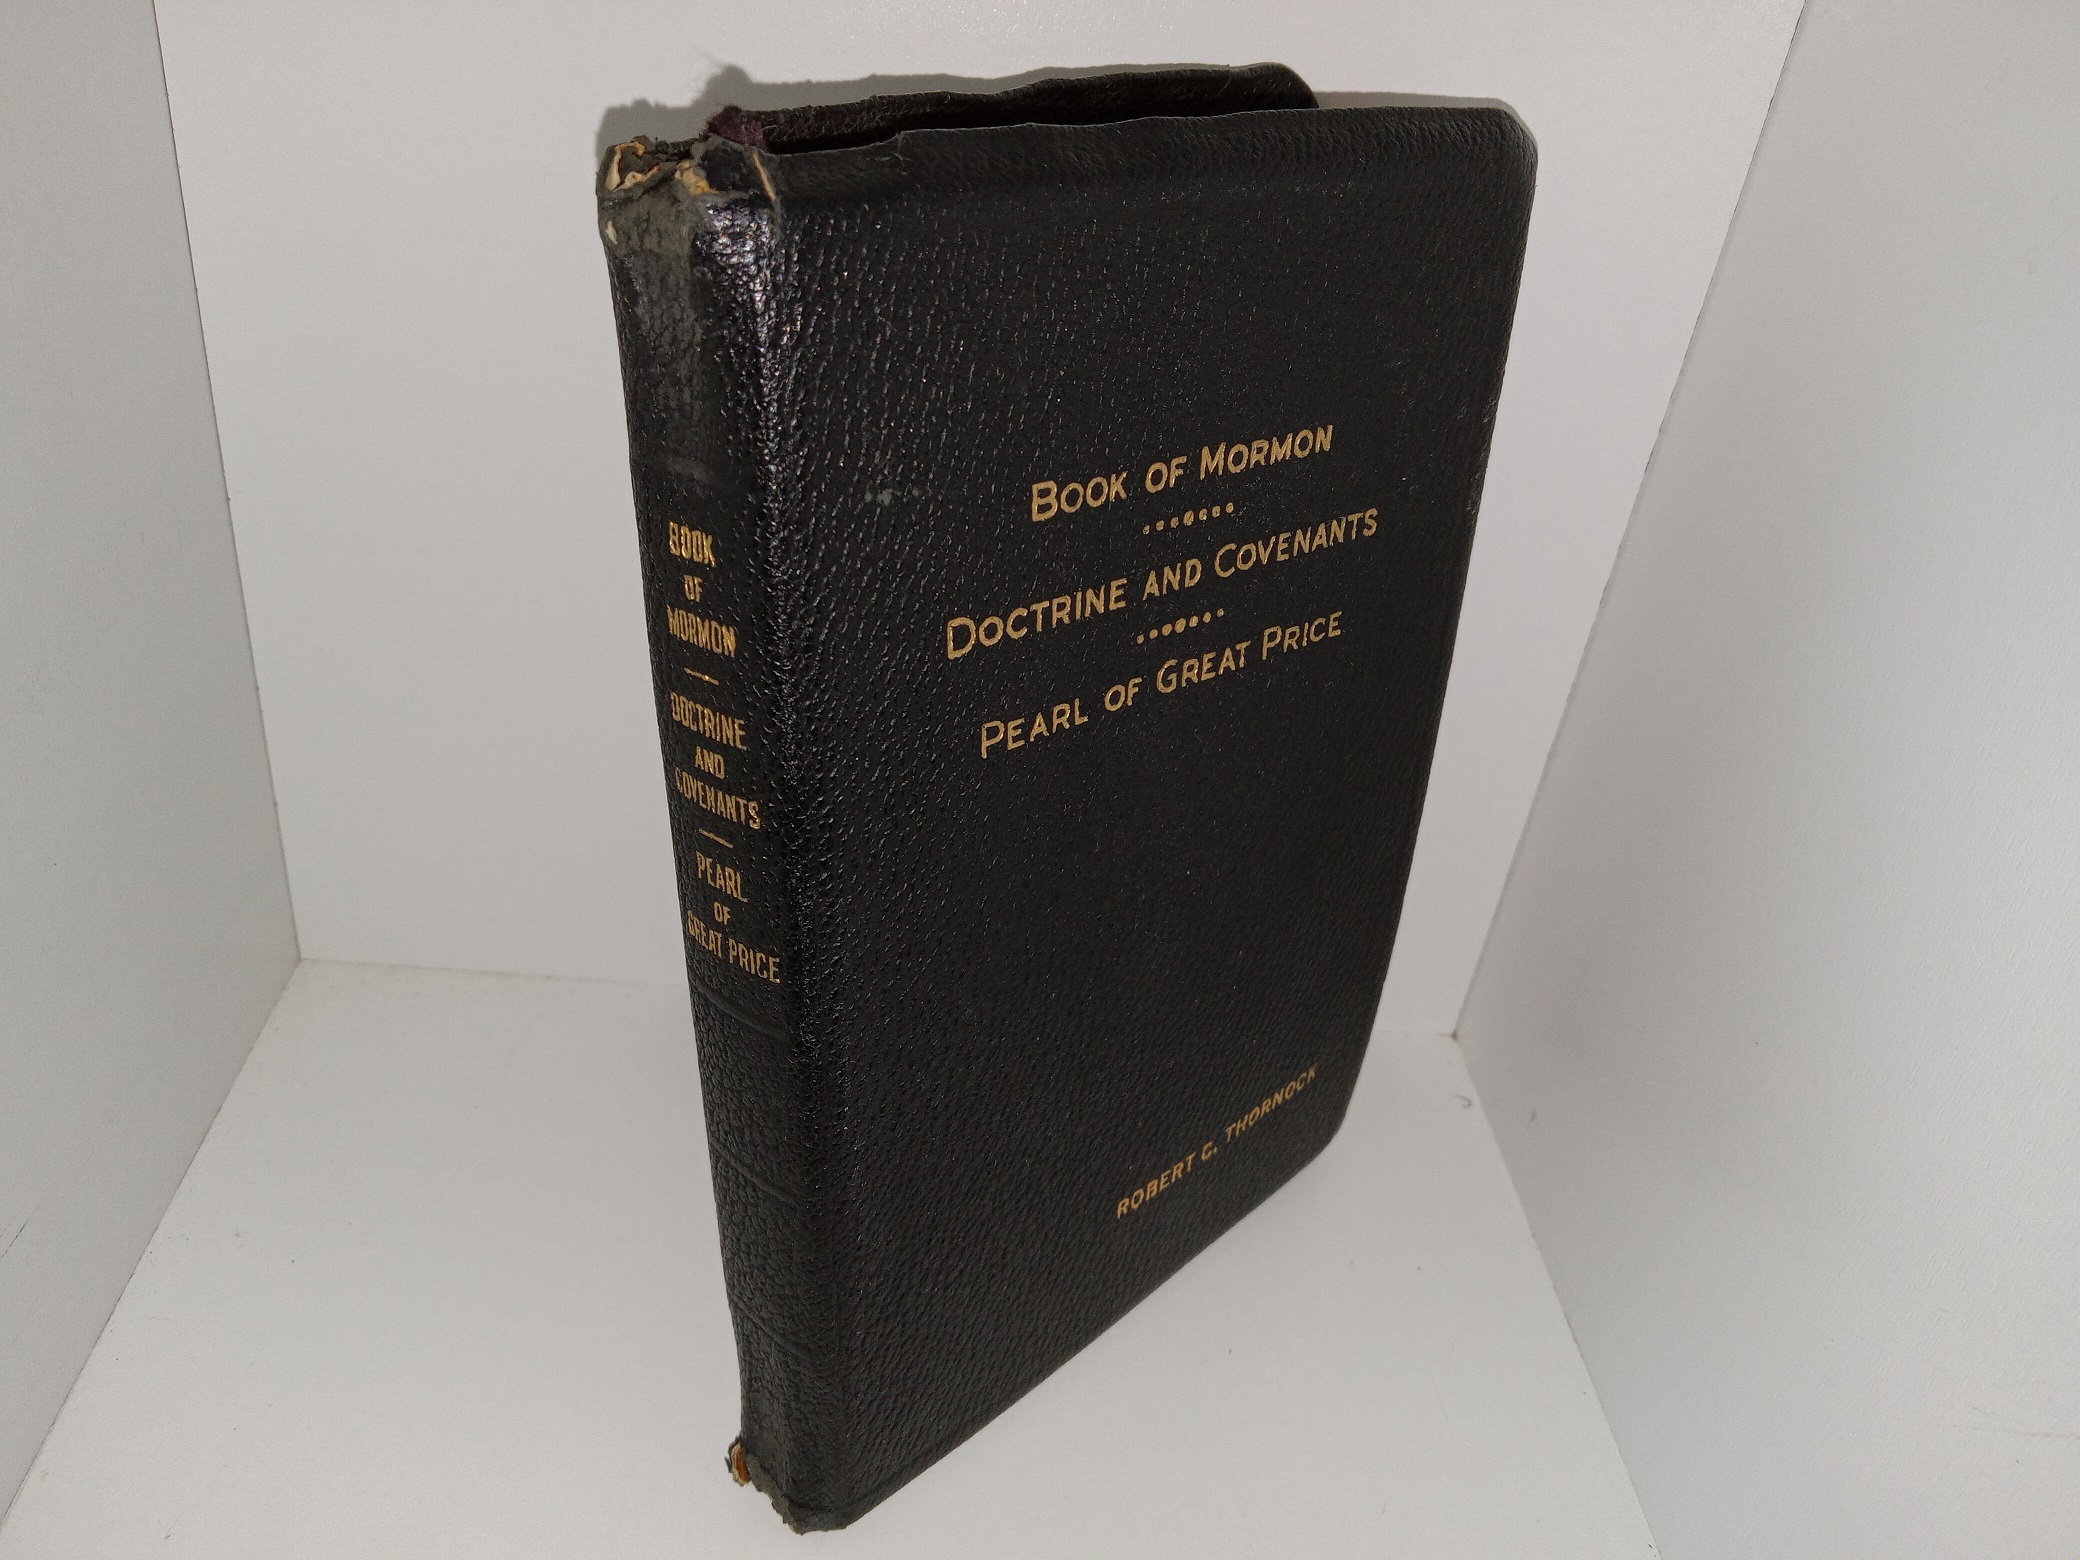 BOOK
OF
MORMON
DOCTRINE
AND
COVENANTS
PEARL
OF
GREAT PRICE
BOOK OF MORMON
DOCTRINE AND COVENANTS
PEARL OF GREAT PRICE
ROBERT C. THORNOCK